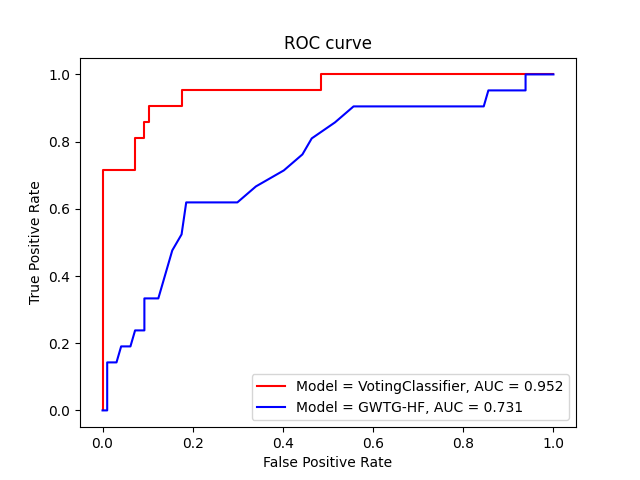 ROC curve
1.0
0.8
0.6
0.4
0.2
0.0
True Positive Rate
Model = VotingClassifier, AUC = 0.952
Model = GWTG-HF, AUC = 0.731
0.0 0.2 0.4 0.6 0.8 1.0
False Positive Rate